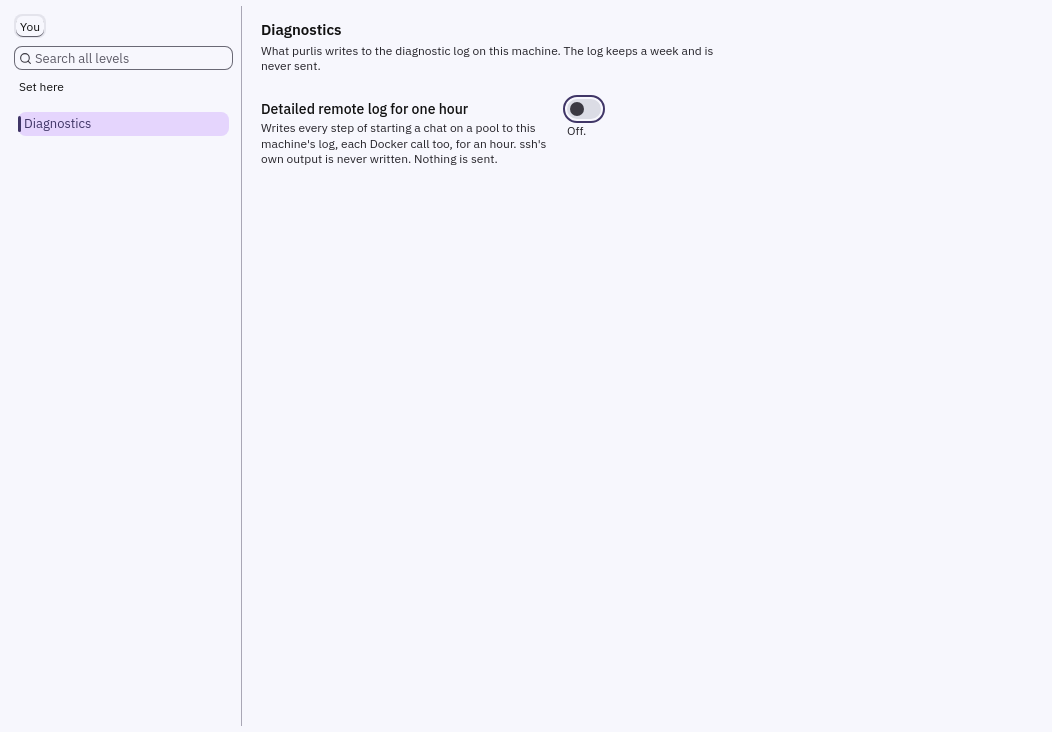 You
Search all levels
Set here
Diagnostics
Diagnostics
What purlis writes to the diagnostic log on this machine. The log keeps a week and is
never sent.
Detailed remote log for one hour
Writes every step of starting a chat on a pool to this
machine's log, each Docker call too, for an hour. ssh's
own output is never written. Nothing is sent.
Off.